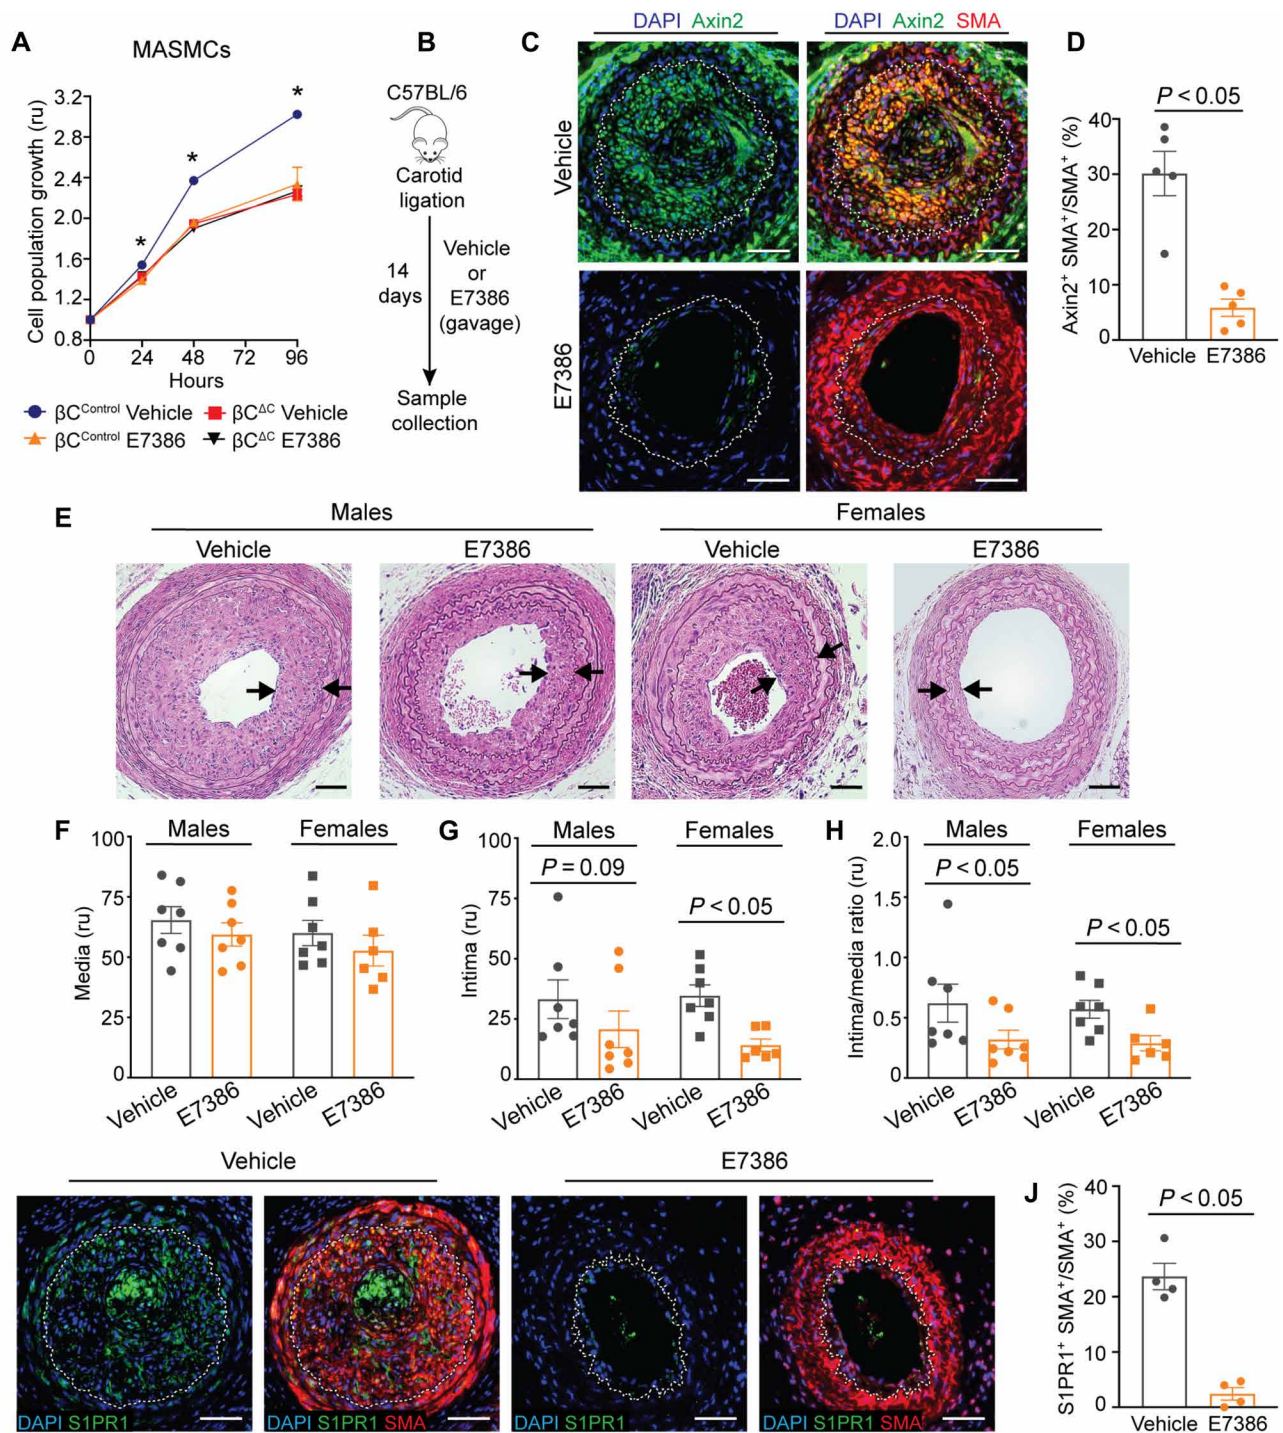 A
MASMCs
Cell population growth (ru)
3.2
2.8
2.4
2.0
1.6
1.2
0.8
*
*
*
0 24 48 72 96
Hours
βC^Control Vehicle
βC^ΔC Vehicle
βC^Control E7386
βC^ΔC E7386
B
C57BL/6
Carotid
ligation
14
days
Vehicle
or
E7386
(gavage)
Sample
collection
C
DAPI Axin2
DAPI Axin2 SMA
Vehicle
E7386
D
P < 0.05
Axin2⁺ SMA⁺/SMA⁺ (%)
40
30
20
10
0
Vehicle E7386
E
Males
Females
Vehicle
E7386
Vehicle
E7386
F
Males Females
Media (ru)
100
75
50
25
0
Vehicle
E7386
Vehicle
E7386
G
Males Females
P = 0.09
P < 0.05
Intima (ru)
100
75
50
25
0
Vehicle
E7386
Vehicle
E7386
H
Males Females
P < 0.05
P < 0.05
Intima/media ratio (ru)
2.0
1.5
1.0
0.5
0
Vehicle
E7386
Vehicle
E7386
Vehicle
E7386
DAPI S1PR1
DAPI S1PR1 SMA
DAPI S1PR1
DAPI S1PR1 SMA
J
P < 0.05
S1PR1⁺ SMA⁺/SMA⁺ (%)
40
30
20
10
0
Vehicle E7386